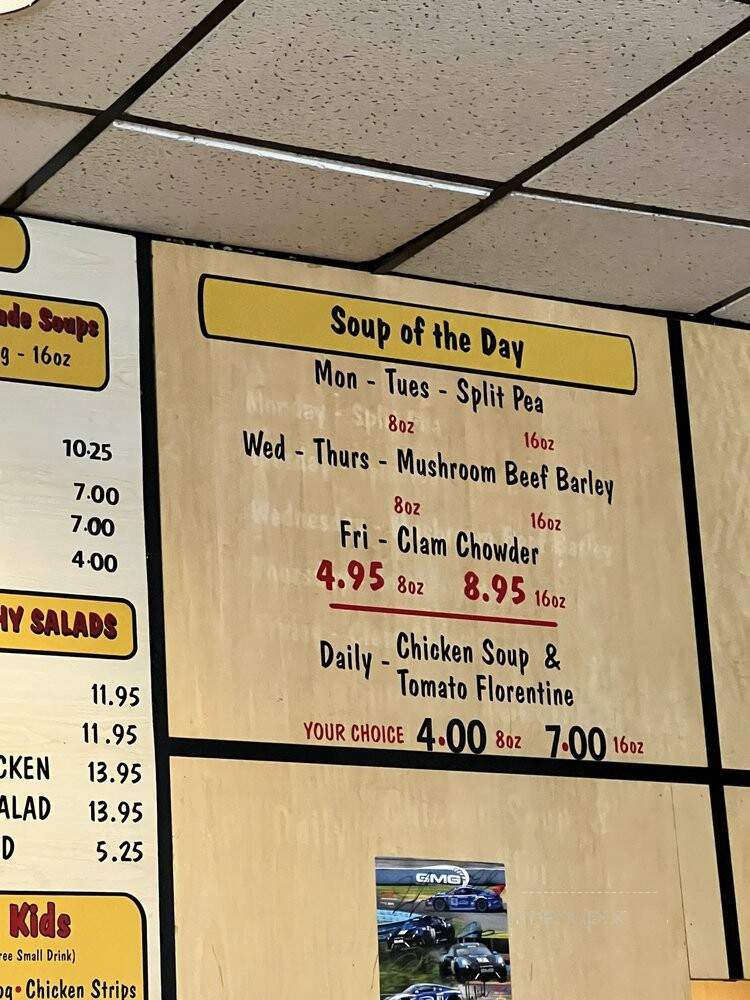 Soups
g - 16oz
10.25
7.00
7.00
4.00
HY SALADS
11.95
11.95
CKEN 13.95
ALAD 13.95
D 5.25
Kids
ree Small Drink)
Chicken Strips
Soup of the Day
Mon - Tues - Split Pea
8oz 16oz
Wed - Thurs - Mushroom Beef Barley
8oz 16oz
Fri - Clam Chowder
4.95 8oz 8.95 16oz
Daily - Chicken Soup &
Tomato Florentine
YOUR CHOICE 4.00 8oz 7.00 16oz
GMG